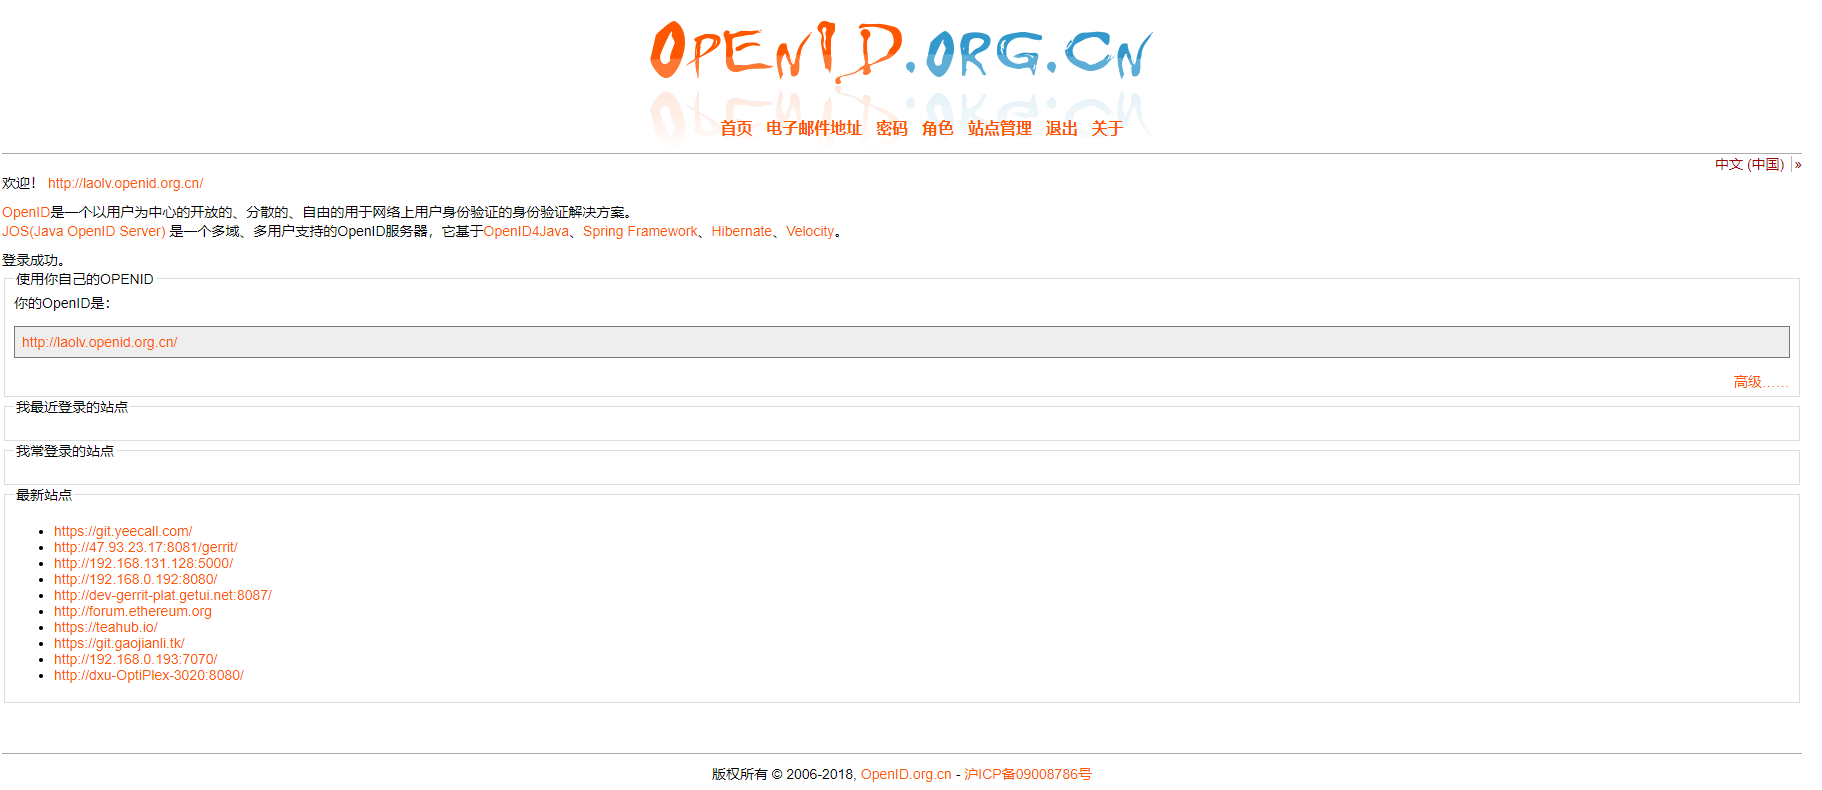 OPENID.ORG.CN
首页 电子邮件地址 密码 角色 站点管理 退出 关于
中文 (中国) | »
欢迎！ http://laolv.openid.org.cn/
OpenID是一个以用户为中心的开放的、分散的、自由的用于网络上用户身份验证的身份验证解决方案。
JOS(Java OpenID Server) 是一个多域、多用户支持的OpenID服务器，它基于OpenID4Java、Spring Framework、Hibernate、Velocity。
登录成功。
使用你自己的OPENID
你的OpenID是：
http://laolv.openid.org.cn/
高级……
我最近登录的站点
我常登录的站点
最新站点
https://git.yeecall.com/
http://47.93.23.17:8081/gerrit/
http://192.168.131.128:5000/
http://192.168.0.192:8080/
http://dev-gerrit-plat.getui.net:8087/
http://forum.ethereum.org
https://teahub.io/
https://git.gaojianli.tk/
http://192.168.0.193:7070/
http://dxu-OptiPlex-3020:8080/
版权所有 © 2006-2018, OpenID.org.cn - 沪ICP备09008786号